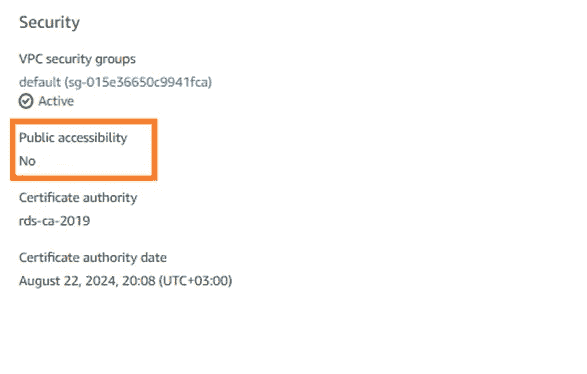 Security
VPC security groups
default (sg-015e36650c9941fca)
Active
Public accessibility
No
Certificate authority
rds-ca-2019
Certificate authority date
August 22, 2024, 20:08 (UTC+03:00)